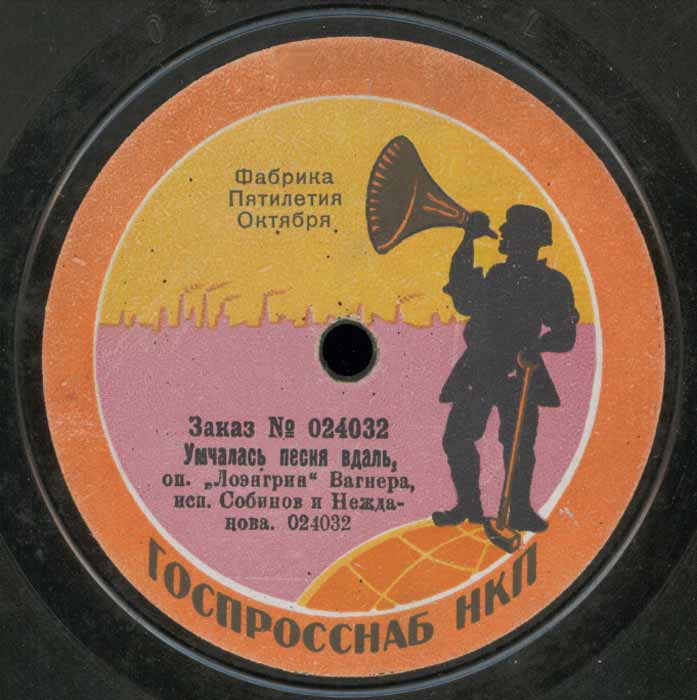 Фабрика
Пятилетия
Октября
Заказ № 024032
Умчалась песня вдаль,
оп. „Лоэнгрин“ Вагнера,
исп. Собинов и Нежда-
нова. 024032
ГОСПРОССНАБ НКП